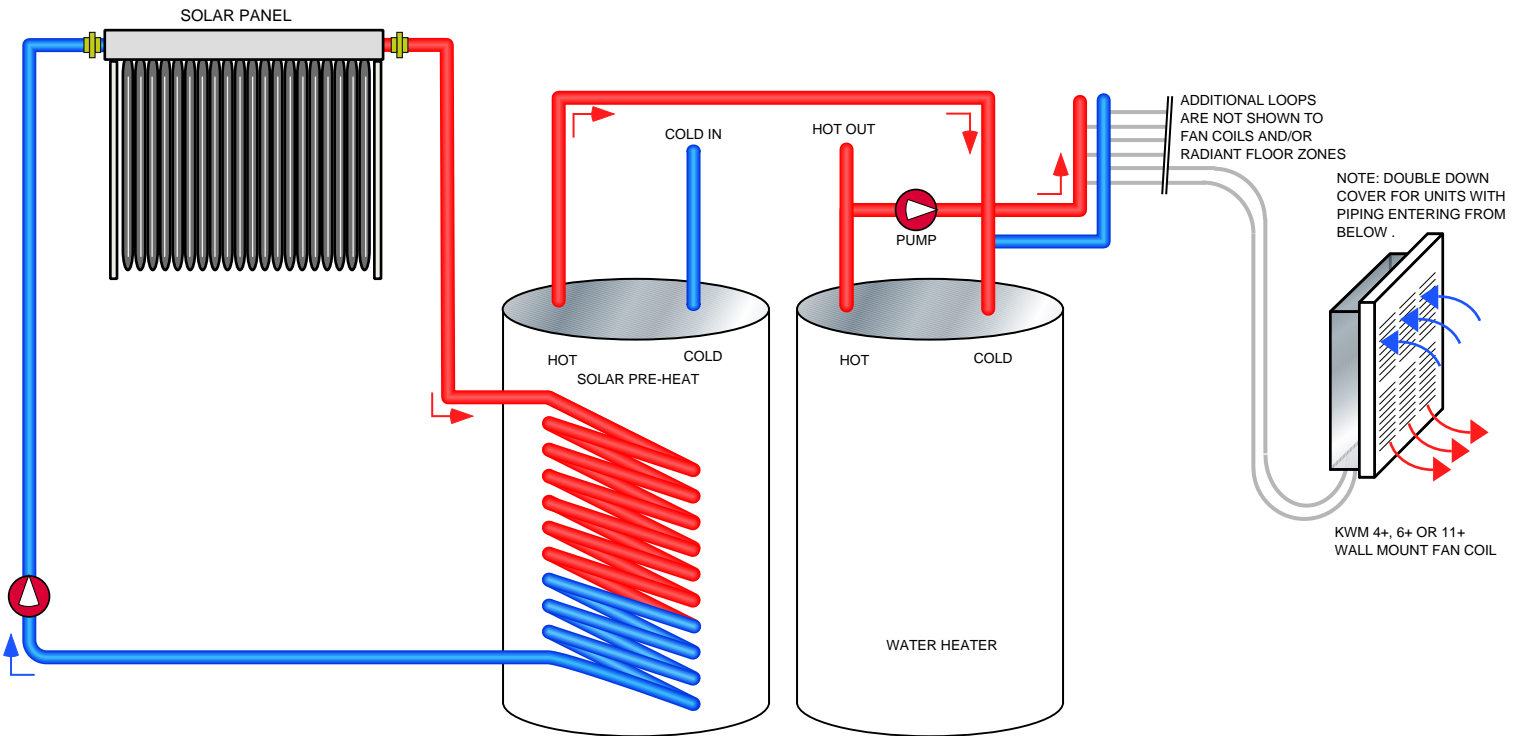 SOLAR PANEL
COLD IN
HOT OUT
ADDITIONAL LOOPS
ARE NOT SHOWN TO
FAN COILS AND/OR
RADIANT FLOOR ZONES
NOTE: DOUBLE DOWN
COVER FOR UNITS WITH
PIPING ENTERING FROM
BELOW .
PUMP
HOT
COLD
SOLAR PRE-HEAT
HOT
COLD
WATER HEATER
KWM 4+, 6+ OR 11+
WALL MOUNT FAN COIL